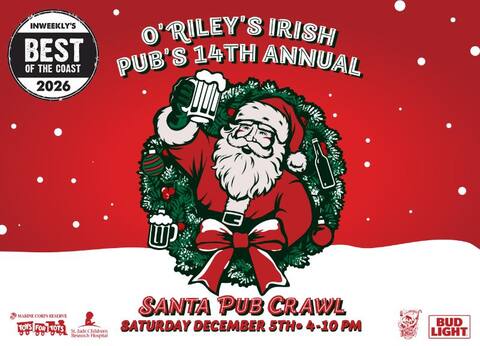 INWEEKLY'S
BEST
OF THE COAST
2026
O'RILEY'S IRISH
PUB'S 14TH ANNUAL
SANTA PUB CRAWL
SATURDAY DECEMBER 5TH• 4-10 PM
MARINE CORPS RESERVE
TOYS FOR TOTS
St. Jude Children's
Research Hospital
BUD
LIGHT